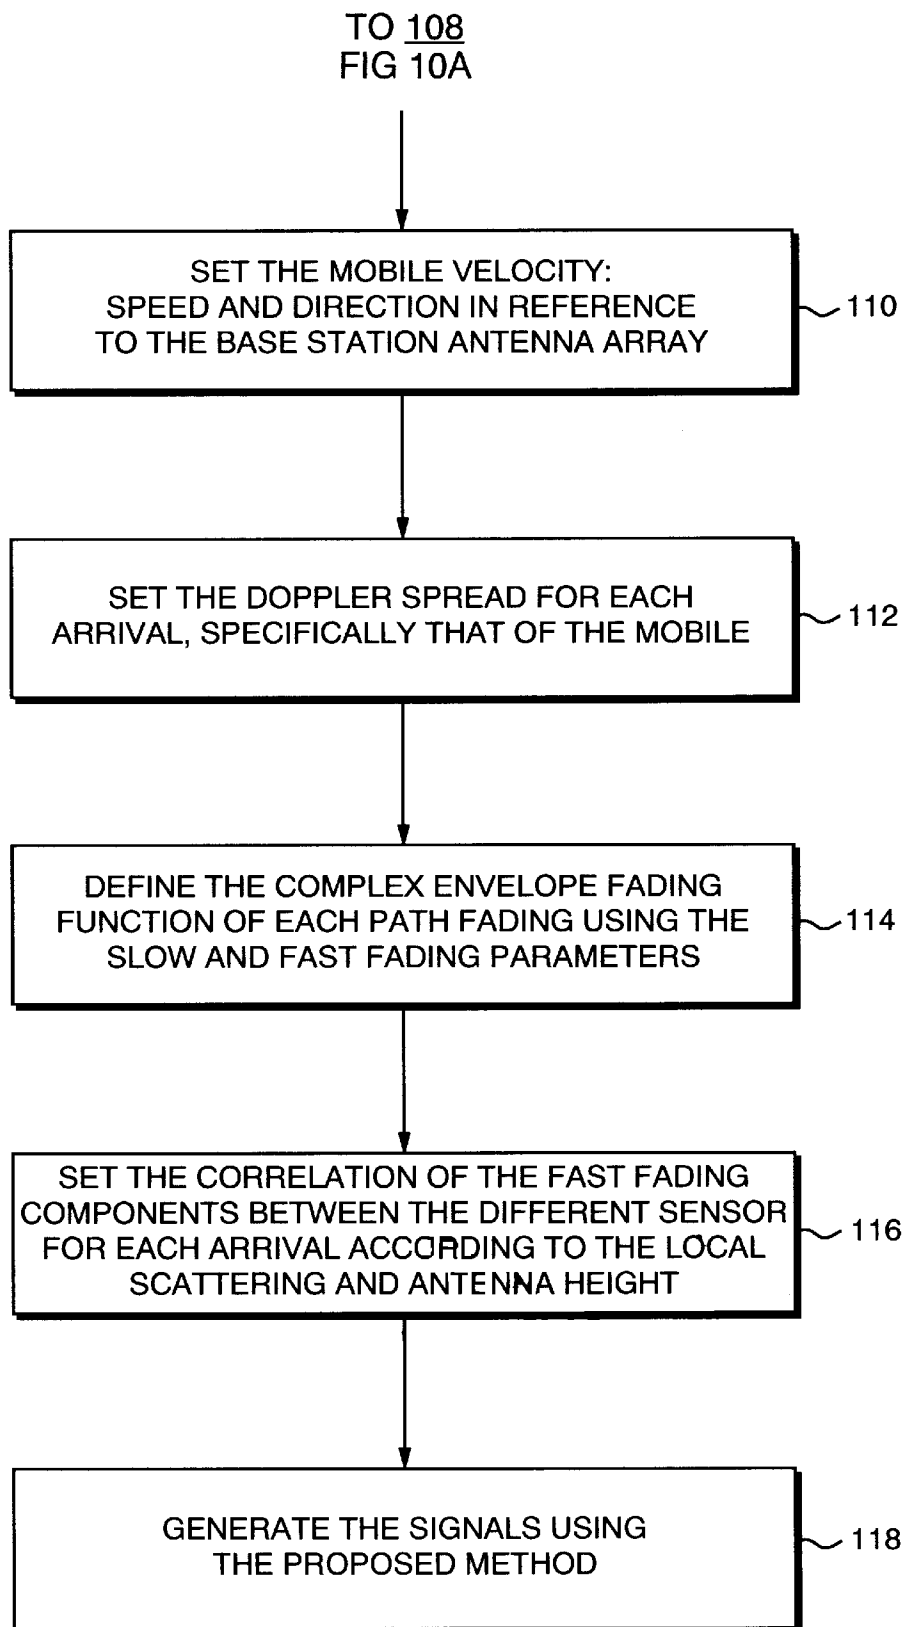 TO 108
FIG 10A
SET THE MOBILE VELOCITY:
SPEED AND DIRECTION IN REFERENCE
TO THE BASE STATION ANTENNA ARRAY
110
SET THE DOPPLER SPREAD FOR EACH
ARRIVAL, SPECIFICALLY THAT OF THE MOBILE
112
DEFINE THE COMPLEX ENVELOPE FADING
FUNCTION OF EACH PATH FADING USING THE
SLOW AND FAST FADING PARAMETERS
114
SET THE CORRELATION OF THE FAST FADING
COMPONENTS BETWEEN THE DIFFERENT SENSOR
FOR EACH ARRIVAL ACCORDING TO THE LOCAL
SCATTERING AND ANTENNA HEIGHT
116
GENERATE THE SIGNALS USING
THE PROPOSED METHOD
118